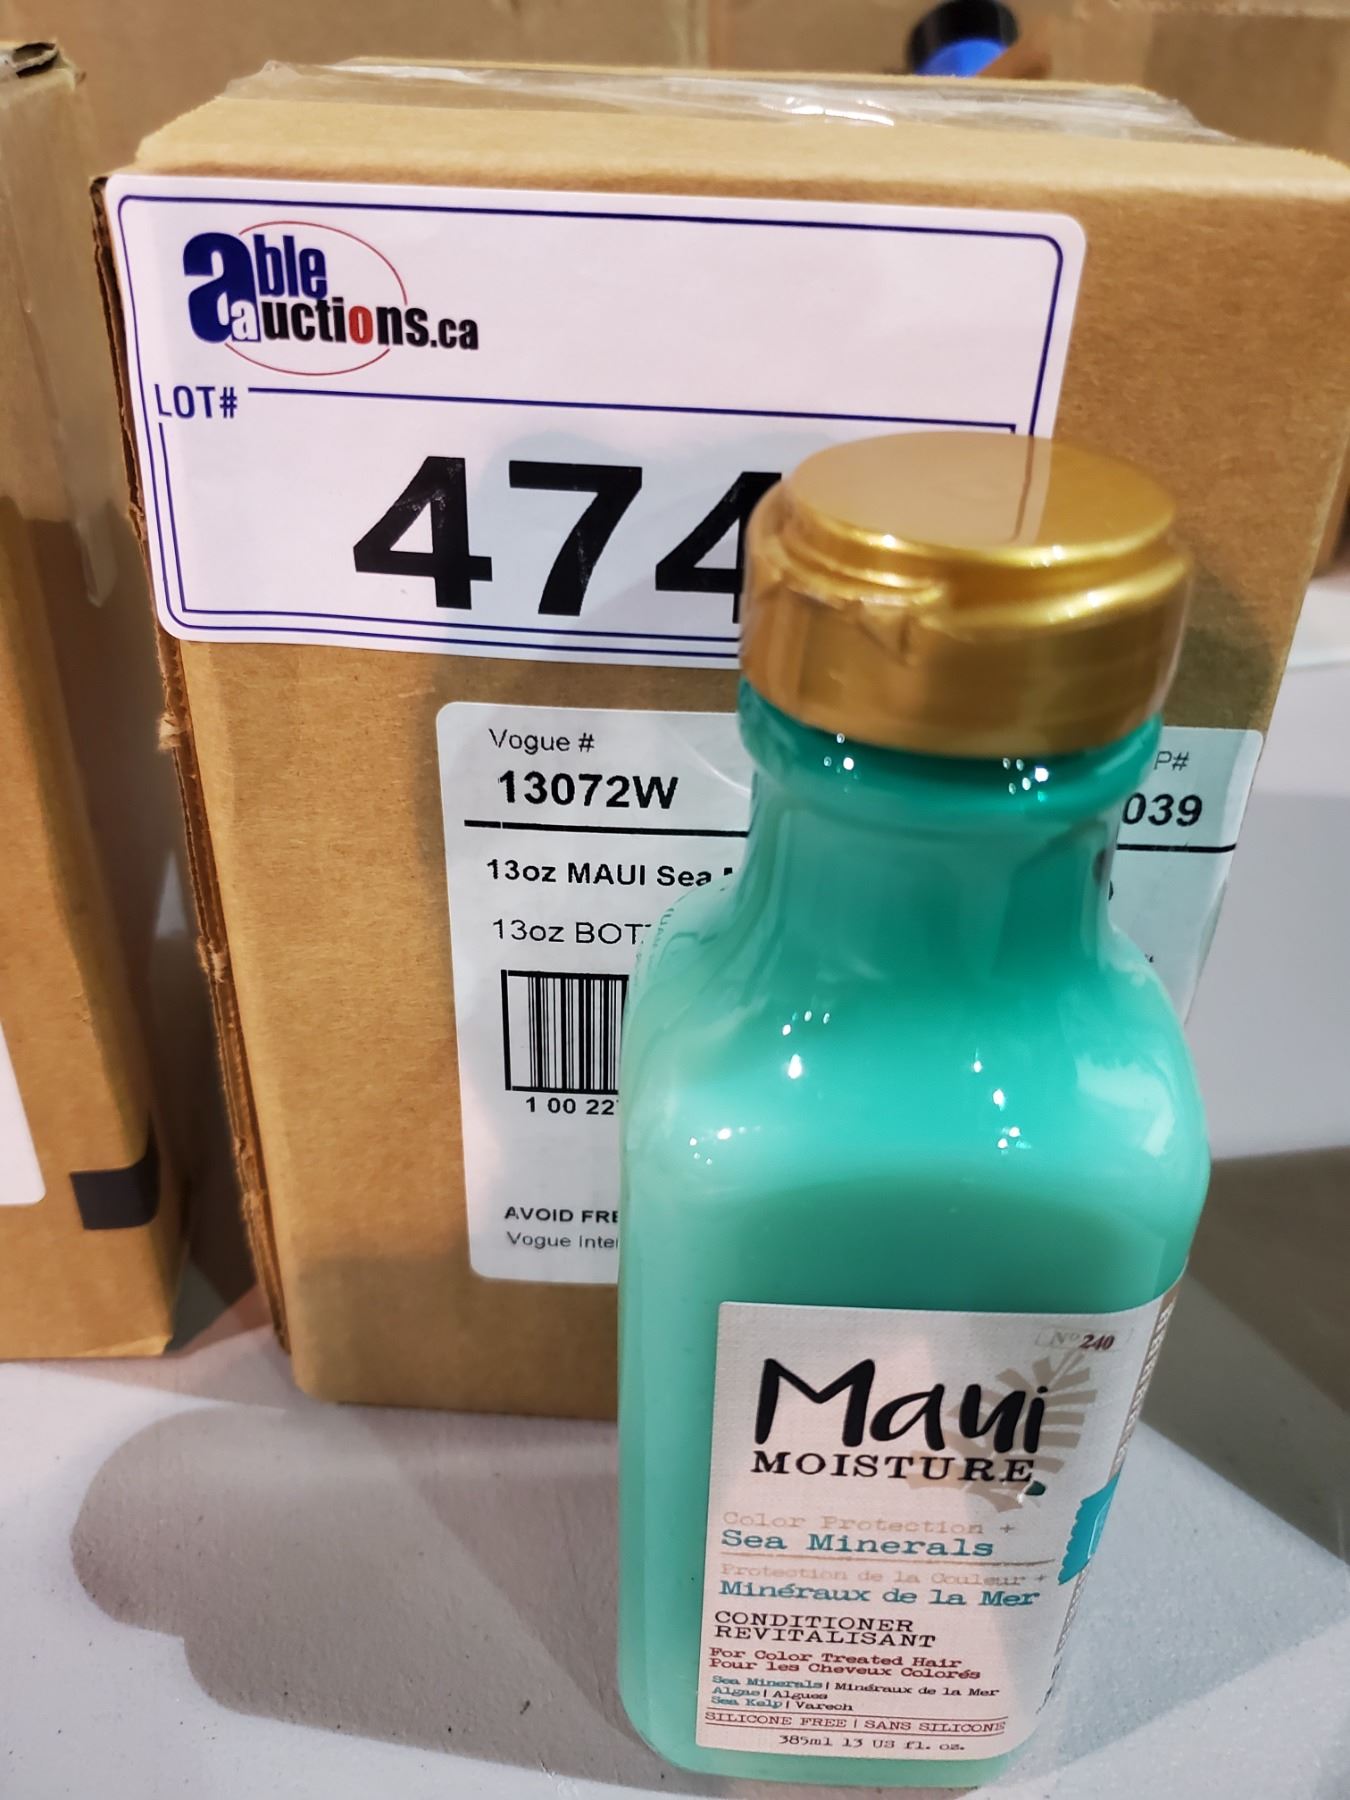 able
auctions.ca
LOT#
474
Vogue #
P#
13072W
039
13oz MAUI Sea
13oz BOT
1 00 22
AVOID FRE
Vogue Inter
Nº 240
Maui
MOISTURE
Color Protection +
Sea Minerals
Protection de la Couleur +
Minéraux de la Mer
CONDITIONER
REVITALISANT
For Color Treated Hair
Pour les Cheveux Colorés
Sea Minerals | Minéraux de la Mer
Algae | Algues
Sea Kelp | Varech
SILICONE FREE | SANS SILICONE
385ml 13 US fl. oz.